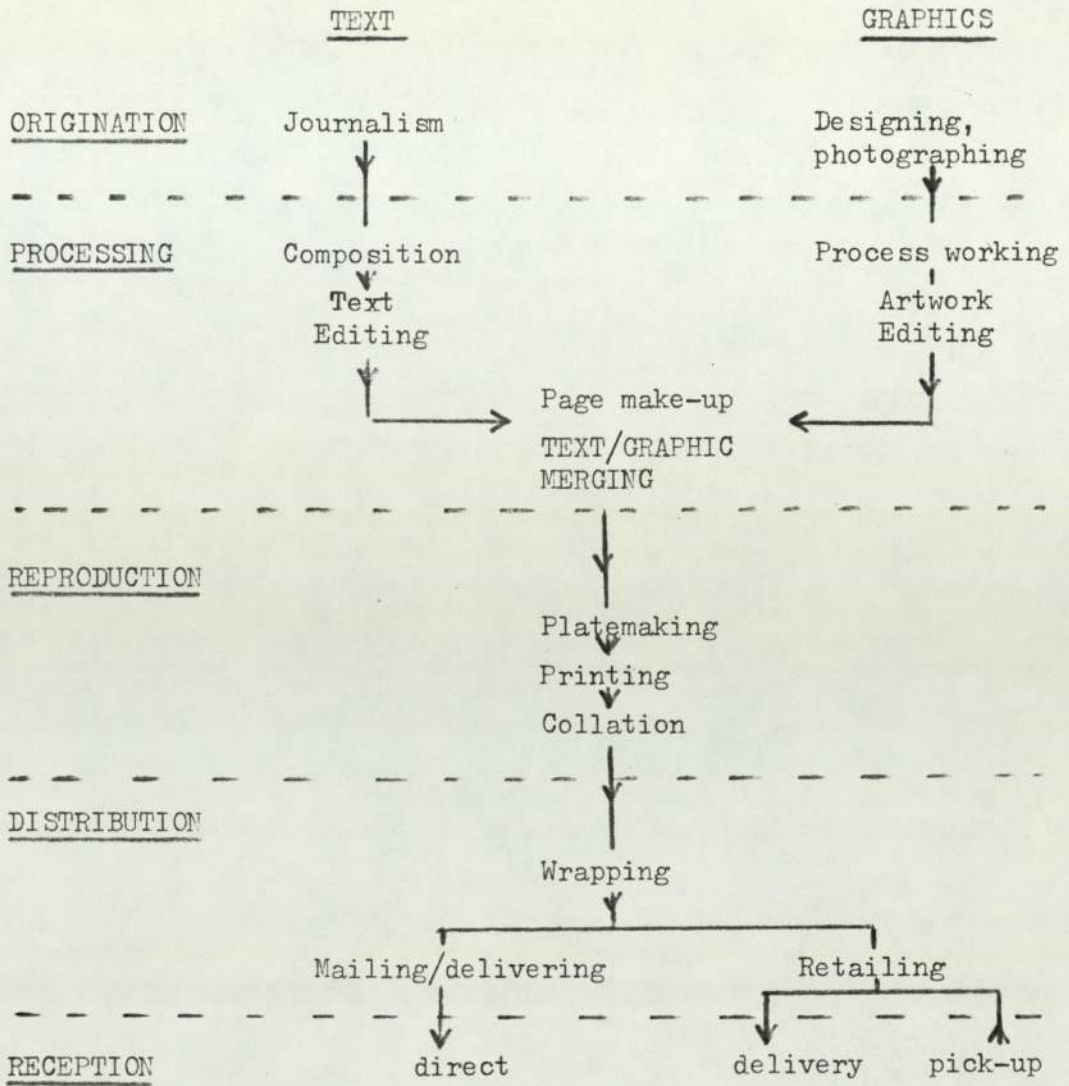 TEXT GRAPHICS
ORIGINATION Journalism Designing,
photographing
PROCESSING Composition Process working
Text Artwork
Editing Editing
Page make-up
TEXT/GRAPHIC
MERGING
REPRODUCTION
Platemaking
Printing
Collation
DISTRIBUTION
Wrapping
Mailing/delivering Retailing
RECEPTION direct delivery pick-up